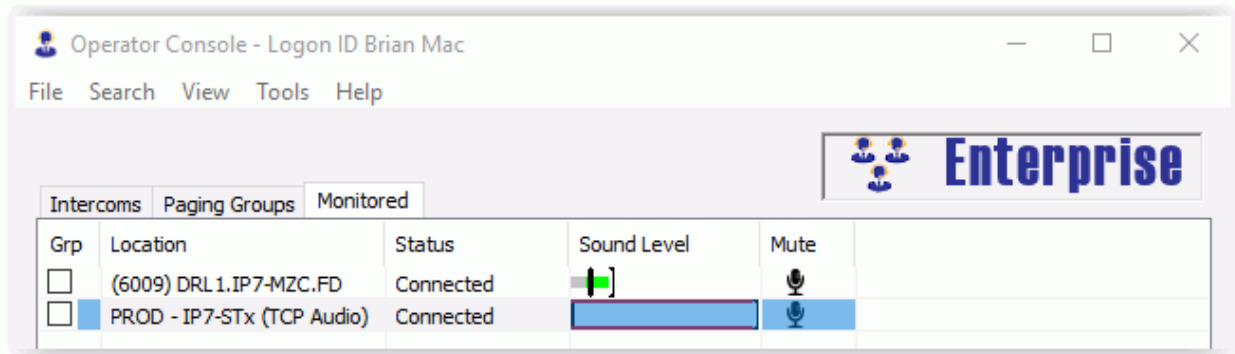 Operator Console - Logon ID Brian Mac
File Search View Tools Help
Enterprise
Intercoms Paging Groups Monitored
Grp Location Status Sound Level Mute
(6009) DRL1.IP7-MZC.FD Connected
PROD - IP7-STx (TCP Audio) Connected